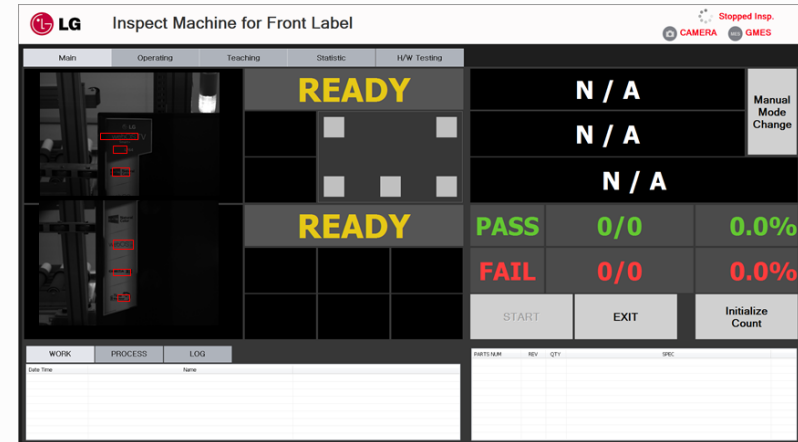 LG
Inspect Machine for Front Label
Stopped Insp.
CAMERA
GMES
Main
Operating
Teaching
Statistic
H/W Testing
READY
N / A
Manual
Mode
Change
N / A
N / A
READY
PASS
0/0
0.0%
FAIL
0/0
0.0%
START
EXIT
Initialize
Count
WORK
PROCESS
LOG
Date Time
Name
PARTS NUM
REV
QTY
SPEC